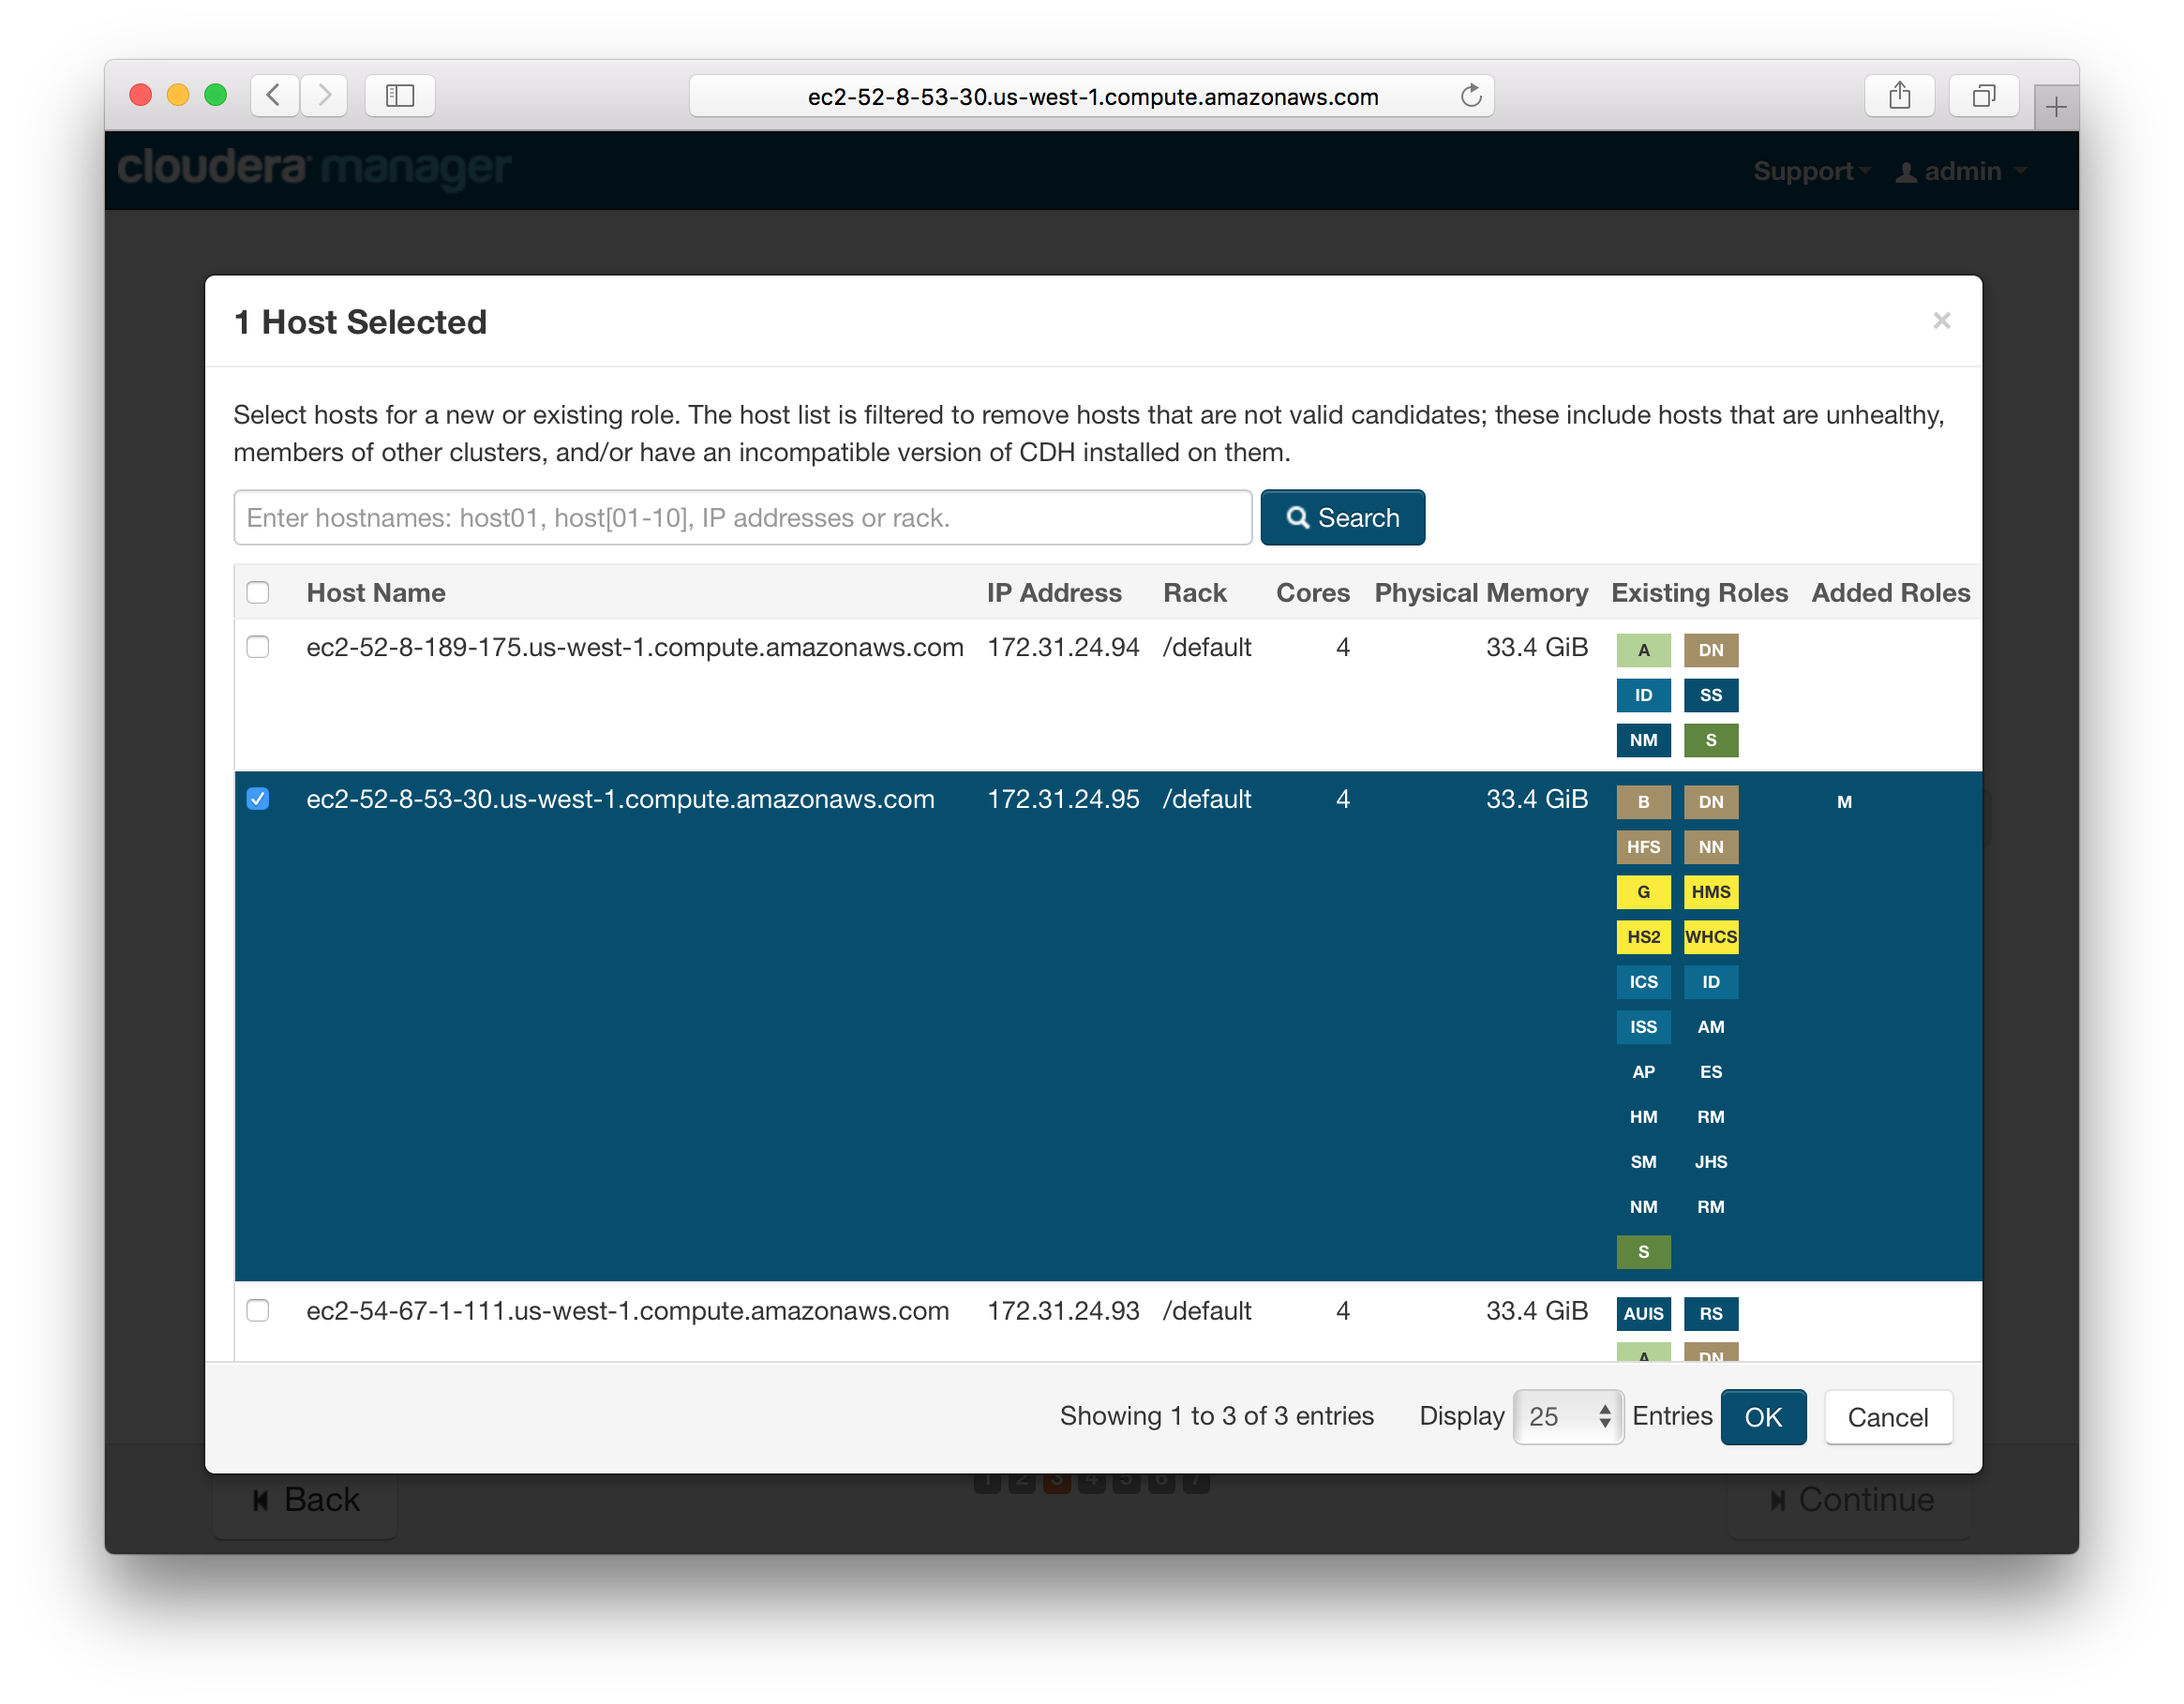 ec2-52-8-53-30.us-west-1.compute.amazonaws.com
cloudera manager Support admin
1 Host Selected ×
Select hosts for a new or existing role. The host list is filtered to remove hosts that are not valid candidates; these include hosts that are unhealthy,
members of other clusters, and/or have an incompatible version of CDH installed on them.
Enter hostnames: host01, host[01-10], IP addresses or rack. Search
Host Name IP Address Rack Cores Physical Memory Existing Roles Added Roles
ec2-52-8-189-175.us-west-1.compute.amazonaws.com 172.31.24.94 /default 4 33.4 GiB A DN
ID SS
NM S
ec2-52-8-53-30.us-west-1.compute.amazonaws.com 172.31.24.95 /default 4 33.4 GiB B DN M
HFS NN
G HMS
HS2 WHCS
ICS ID
ISS AM
AP ES
HM RM
SM JHS
NM RM
S
ec2-54-67-1-111.us-west-1.compute.amazonaws.com 172.31.24.93 /default 4 33.4 GiB AUIS RS
A DN
Showing 1 to 3 of 3 entries Display 25 Entries OK Cancel
1 2 3 4 5 6 7
Back Continue